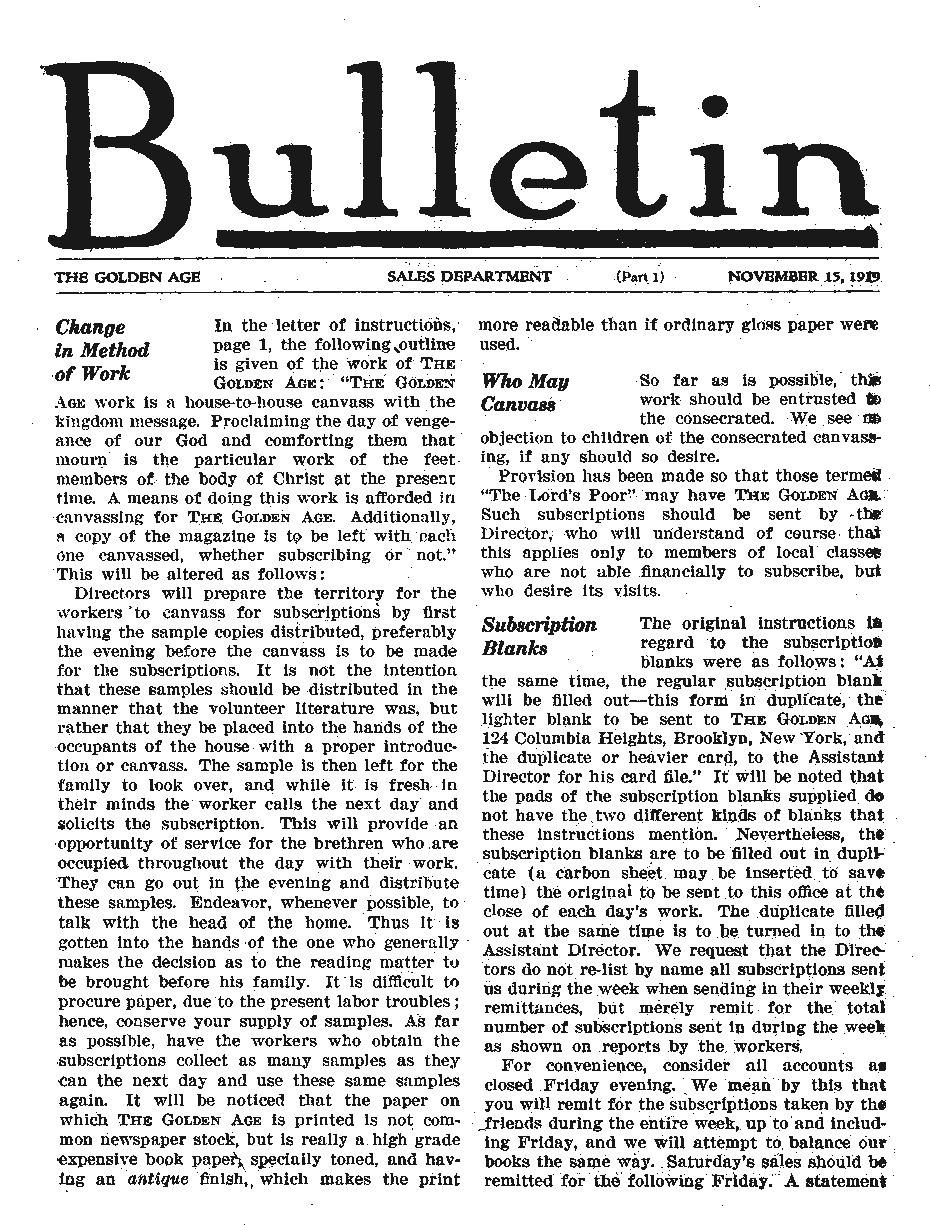 Bulletin
THE GOLDEN AGE SALES DEPARTMENT (Part 1) NOVEMBER 15, 1919
Change
in Method
of Work
In the letter of instructions,
page 1, the following outline
is given of the work of THE
GOLDEN AGE: “THE GOLDEN
AGE work is a house-to-house canvass with the
kingdom message. Proclaiming the day of venge-
ance of our God and comforting them that
mourn is the particular work of the feet
members of the body of Christ at the present
time. A means of doing this work is afforded in
canvassing for THE GOLDEN AGE. Additionally,
a copy of the magazine is to be left with each
one canvassed, whether subscribing or not.”
This will be altered as follows:
Directors will prepare the territory for the
workers to canvass for subscriptions by first
having the sample copies distributed, preferably
the evening before the canvass is to be made
for the subscriptions. It is not the intention
that these samples should be distributed in the
manner that the volunteer literature was, but
rather that they be placed into the hands of the
occupants of the house with a proper introduc-
tion or canvass. The sample is then left for the
family to look over, and while it is fresh in
their minds the worker calls the next day and
solicits the subscription. This will provide an
opportunity of service for the brethren who are
occupied throughout the day with their work.
They can go out in the evening and distribute
these samples. Endeavor, whenever possible, to
talk with the head of the home. Thus it is
gotten into the hands of the one who generally
makes the decision as to the reading matter to
be brought before his family. It is difficult to
procure paper, due to the present labor troubles;
hence, conserve your supply of samples. As far
as possible, have the workers who obtain the
subscriptions collect as many samples as they
can the next day and use these same samples
again. It will be noticed that the paper on
which THE GOLDEN AGE is printed is not com-
mon newspaper stock, but is really a high grade
expensive book paper, specially toned, and hav-
ing an antique finish, which makes the print
more readable than if ordinary gloss paper were
used.
Who May
Canvass
So far as is possible, this
work should be entrusted to
the consecrated. We see no
objection to children of the consecrated canvass-
ing, if any should so desire.
Provision has been made so that those termed
“The Lord's Poor” may have THE GOLDEN AGE.
Such subscriptions should be sent by the
Director, who will understand of course that
this applies only to members of local classes
who are not able financially to subscribe, but
who desire its visits.
Subscription
Blanks
The original instructions in
regard to the subscription
blanks were as follows: “At
the same time, the regular subscription blank
will be filled out—this form in duplicate, the
lighter blank to be sent to THE GOLDEN AGE,
124 Columbia Heights, Brooklyn, New York, and
the duplicate or heavier card, to the Assistant
Director for his card file.” It will be noted that
the pads of the subscription blanks supplied do
not have the two different kinds of blanks that
these instructions mention. Nevertheless, the
subscription blanks are to be filled out in dupli-
cate (a carbon sheet may be inserted to save
time) the original to be sent to this office at the
close of each day's work. The duplicate filled
out at the same time is to be turned in to the
Assistant Director. We request that the Direc-
tors do not re-list by name all subscriptions sent
us during the week when sending in their weekly
remittances, but merely remit for the total
number of subscriptions sent in during the week
as shown on reports by the workers.
For convenience, consider all accounts as
closed Friday evening. We mean by this that
you will remit for the subscriptions taken by the
friends during the entire week, up to and includ-
ing Friday, and we will attempt to balance our
books the same way. Saturday's sales should be
remitted for the following Friday. A statement